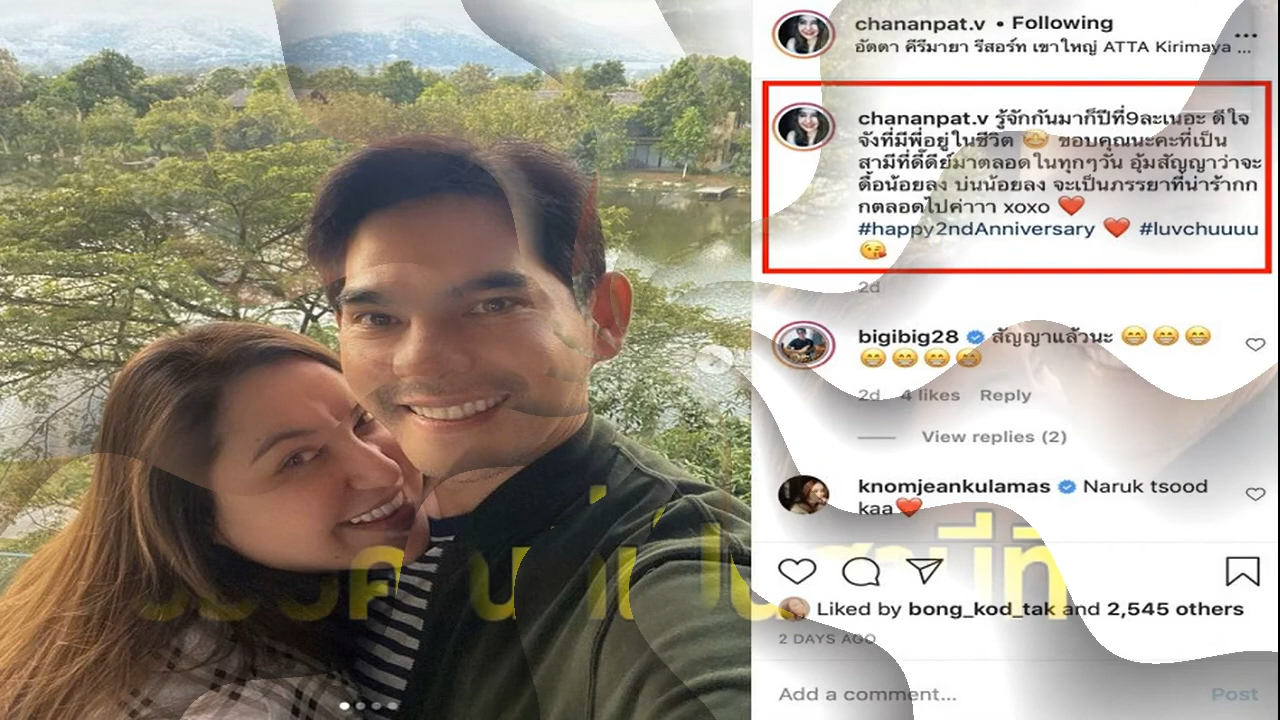 chananpat.v • Following
อัตตา คีรีมายา รีสอร์ท เขาใหญ่ ATTA Kirimaya ...
chananpat.v รู้จักกันมาก็ปีที่9ละเนอะ ดีใจ
จังที่มีพี่อยู่ในชีวิต 🤩 ขอบคุณนะคะที่เป็น
สามีที่ดี๊ดีย์มาตลอดในทุกๆวัน อุ้มสัญญาว่าจะ
ดื้อน้อยลง บ่นน้อยลง จะเป็นภรรยาที่น่าร้ากก
กตลอดไปค่าาา xoxo ❤️
#happy2ndAnniversary ❤️ #luvchuuuu
😘
2d
bigibig28 สัญญาแล้วนะ 😁 😁 😁
😁 😁 😁 😁
2d 4 likes Reply
View replies (2)
knomjeankulamas Naruk tsood
kaa❤️
Liked by bong_kod_tak and 2,545 others
2 DAYS AGO
Add a comment... Post